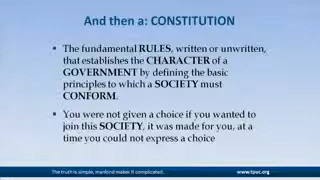 And then a: CONSTITUTION
▪ The fundamental RULES, written or unwritten,
that establishes the CHARACTER of a
GOVERNMENT by defining the basic
principles to which a SOCIETY must
CONFORM.
▪ You were not given a choice if you wanted to
join this SOCIETY, it was made for you, at a
time you could not express a choice
The truth is simple, mankind makes it complicated.
www.tpuc.org